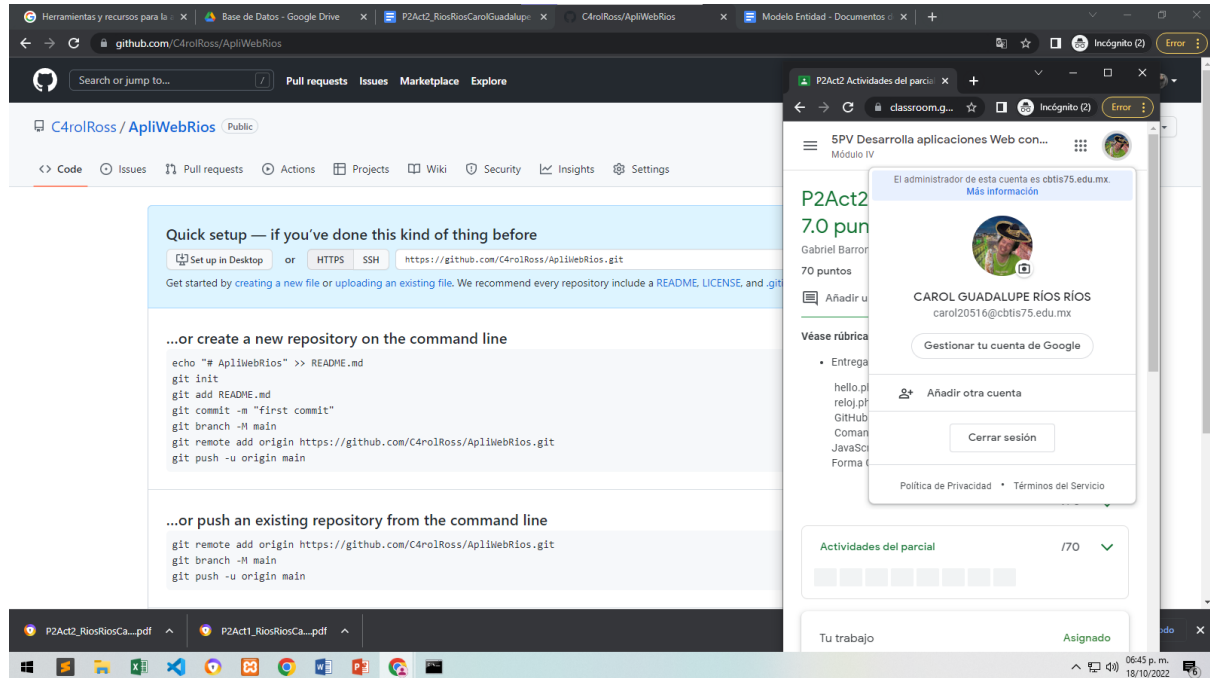 Herramientas y recursos para la
Base de Datos - Google Drive
P2Act2_RiosRiosCarolGuadalupe
C4rolRoss/ApliWebRios
Modelo Entidad - Documentos d
github.com/C4rolRoss/ApliWebRios
Incógnito (2)
Error
Search or jump to...
/
Pull requests Issues Marketplace Explore
C4rolRoss / ApliWebRios Public
<> Code Issues Pull requests Actions Projects Wiki Security Insights Settings
Quick setup — if you've done this kind of thing before
Set up in Desktop or HTTPS SSH https://github.com/C4rolRoss/ApliWebRios.git
Get started by creating a new file or uploading an existing file. We recommend every repository include a README, LICENSE, and .giti
...or create a new repository on the command line
echo "# ApliWebRios" >> README.md
git init
git add README.md
git commit -m "first commit"
git branch -M main
git remote add origin https://github.com/C4rolRoss/ApliWebRios.git
git push -u origin main
...or push an existing repository from the command line
git remote add origin https://github.com/C4rolRoss/ApliWebRios.git
git branch -M main
git push -u origin main
P2Act2 Actividades del parcial
classroom.g...
Incógnito (2)
Error
5PV Desarrolla aplicaciones Web con...
Módulo IV
P2Act2
7.0 pun
Gabriel Barror
70 puntos
Añadir u
Véase rúbrica
• Entrega
hello.pl
reloj.ph
GitHub
Coman
JavaScr
Forma
El administrador de esta cuenta es cbtis75.edu.mx.
Más información
CAROL GUADALUPE RÍOS RÍOS
carol20516@cbtis75.edu.mx
Gestionar tu cuenta de Google
Añadir otra cuenta
Cerrar sesión
Política de Privacidad • Términos del Servicio
Actividades del parcial /70
Tu trabajo Asignado
P2Act2_RiosRiosCa....pdf
P2Act1_RiosRiosCa....pdf
odo
06:45 p. m.
18/10/2022
6